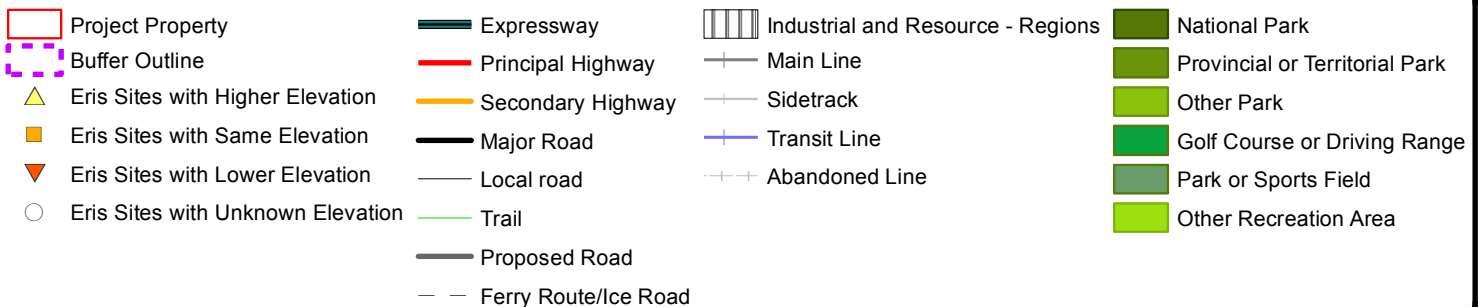 Project Property
Buffer Outline
Eris Sites with Higher Elevation
Eris Sites with Same Elevation
Eris Sites with Lower Elevation
Eris Sites with Unknown Elevation
Expressway
Principal Highway
Secondary Highway
Major Road
Local road
Trail
Proposed Road
Ferry Route/Ice Road
Industrial and Resource - Regions
Main Line
Sidetrack
Transit Line
Abandoned Line
National Park
Provincial or Territorial Park
Other Park
Golf Course or Driving Range
Park or Sports Field
Other Recreation Area